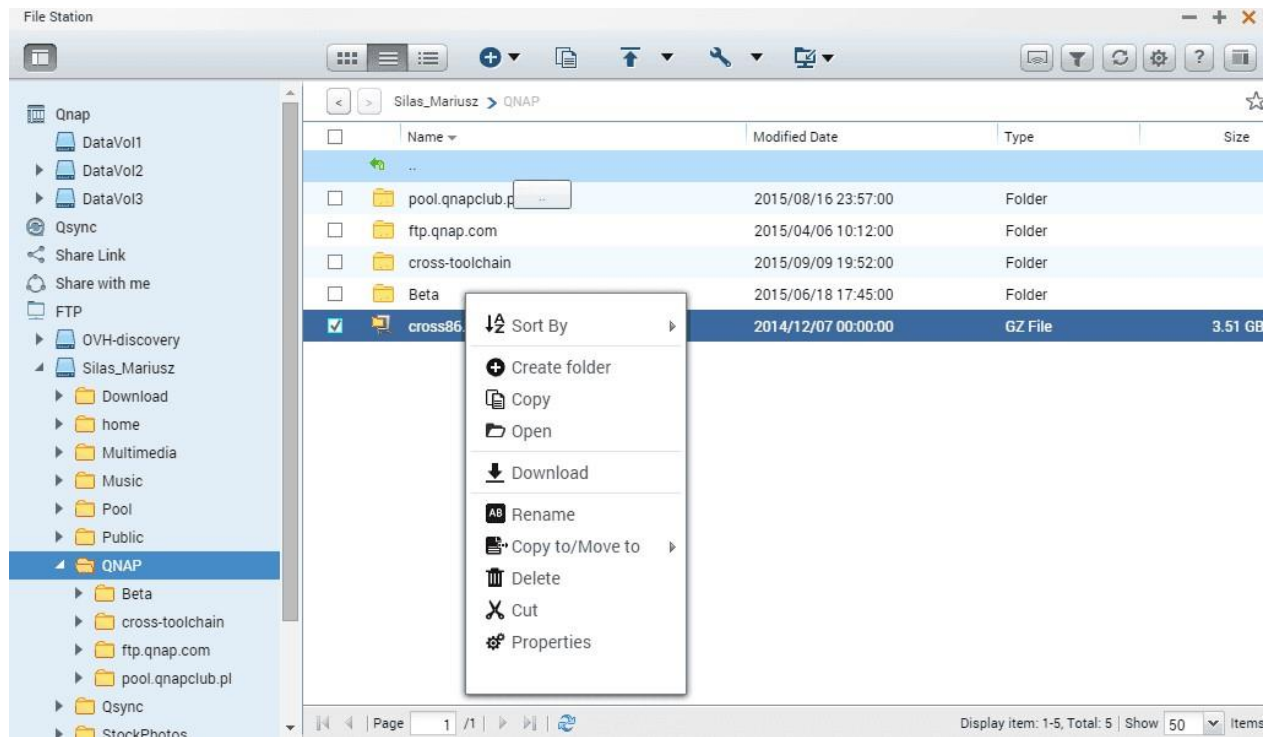 File Station
Silas_Mariusz > QNAP
Qnap
DataVol1
DataVol2
DataVol3
Qsync
Share Link
Share with me
FTP
OVH-discovery
Silas_Mariusz
Download
home
Multimedia
Music
Pool
Public
QNAP
Beta
cross-toolchain
ftp.qnap.com
pool.qnapclub.pl
Qsync
StockPhotos
Name Modified Date Type Size
..
pool.qnapclub.p 2015/08/16 23:57:00 Folder
..
ftp.qnap.com 2015/04/06 10:12:00 Folder
cross-toolchain 2015/09/09 19:52:00 Folder
Beta 2015/06/18 17:45:00 Folder
cross86. 2014/12/07 00:00:00 GZ File 3.51 GB
Sort By
Create folder
Copy
Open
Download
AB Rename
Copy to/Move to
Delete
Cut
Properties
Page 1 /1 Display item: 1-5, Total: 5 | Show 50 Items